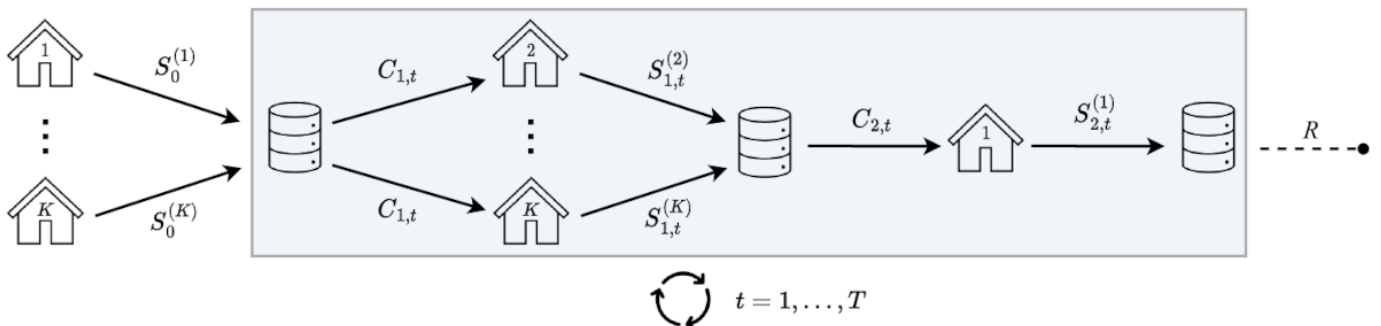 1
S_0^{(1)}
⋮
K
S_0^{(K)}
C_{1,t}
C_{1,t}
2
⋮
K
S_{1,t}^{(2)}
S_{1,t}^{(K)}
C_{2,t}
1
S_{2,t}^{(1)}
R
t = 1, ..., T